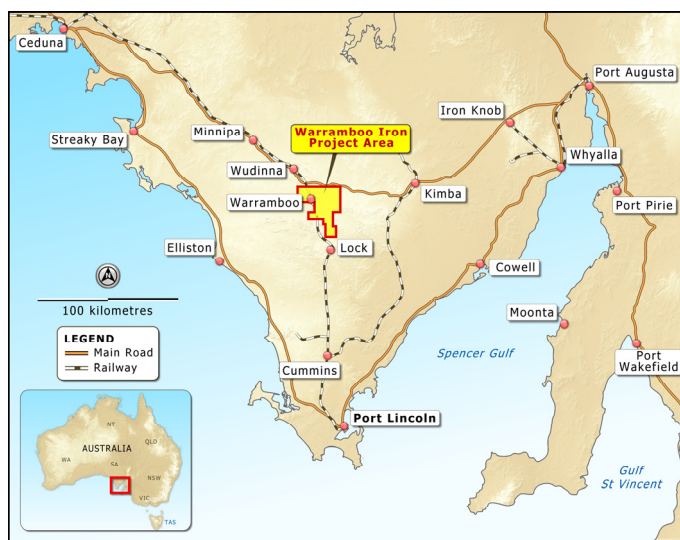 Ceduna
Port Augusta
Iron Knob
Streaky Bay
Minnipa
Warramboo Iron
Project Area
Whyalla
Wudinna
Kimba
Port Pirie
Warramboo
Elliston
Lock
Cowell
100 kilometres
Moonta
LEGEND
Main Road
Railway
Spencer Gulf
Cummins
Port
Wakefield
Port Lincoln
NT
AUSTRALIA
QLD
WA
SA
NSW
VIC
TAS
Gulf
St Vincent